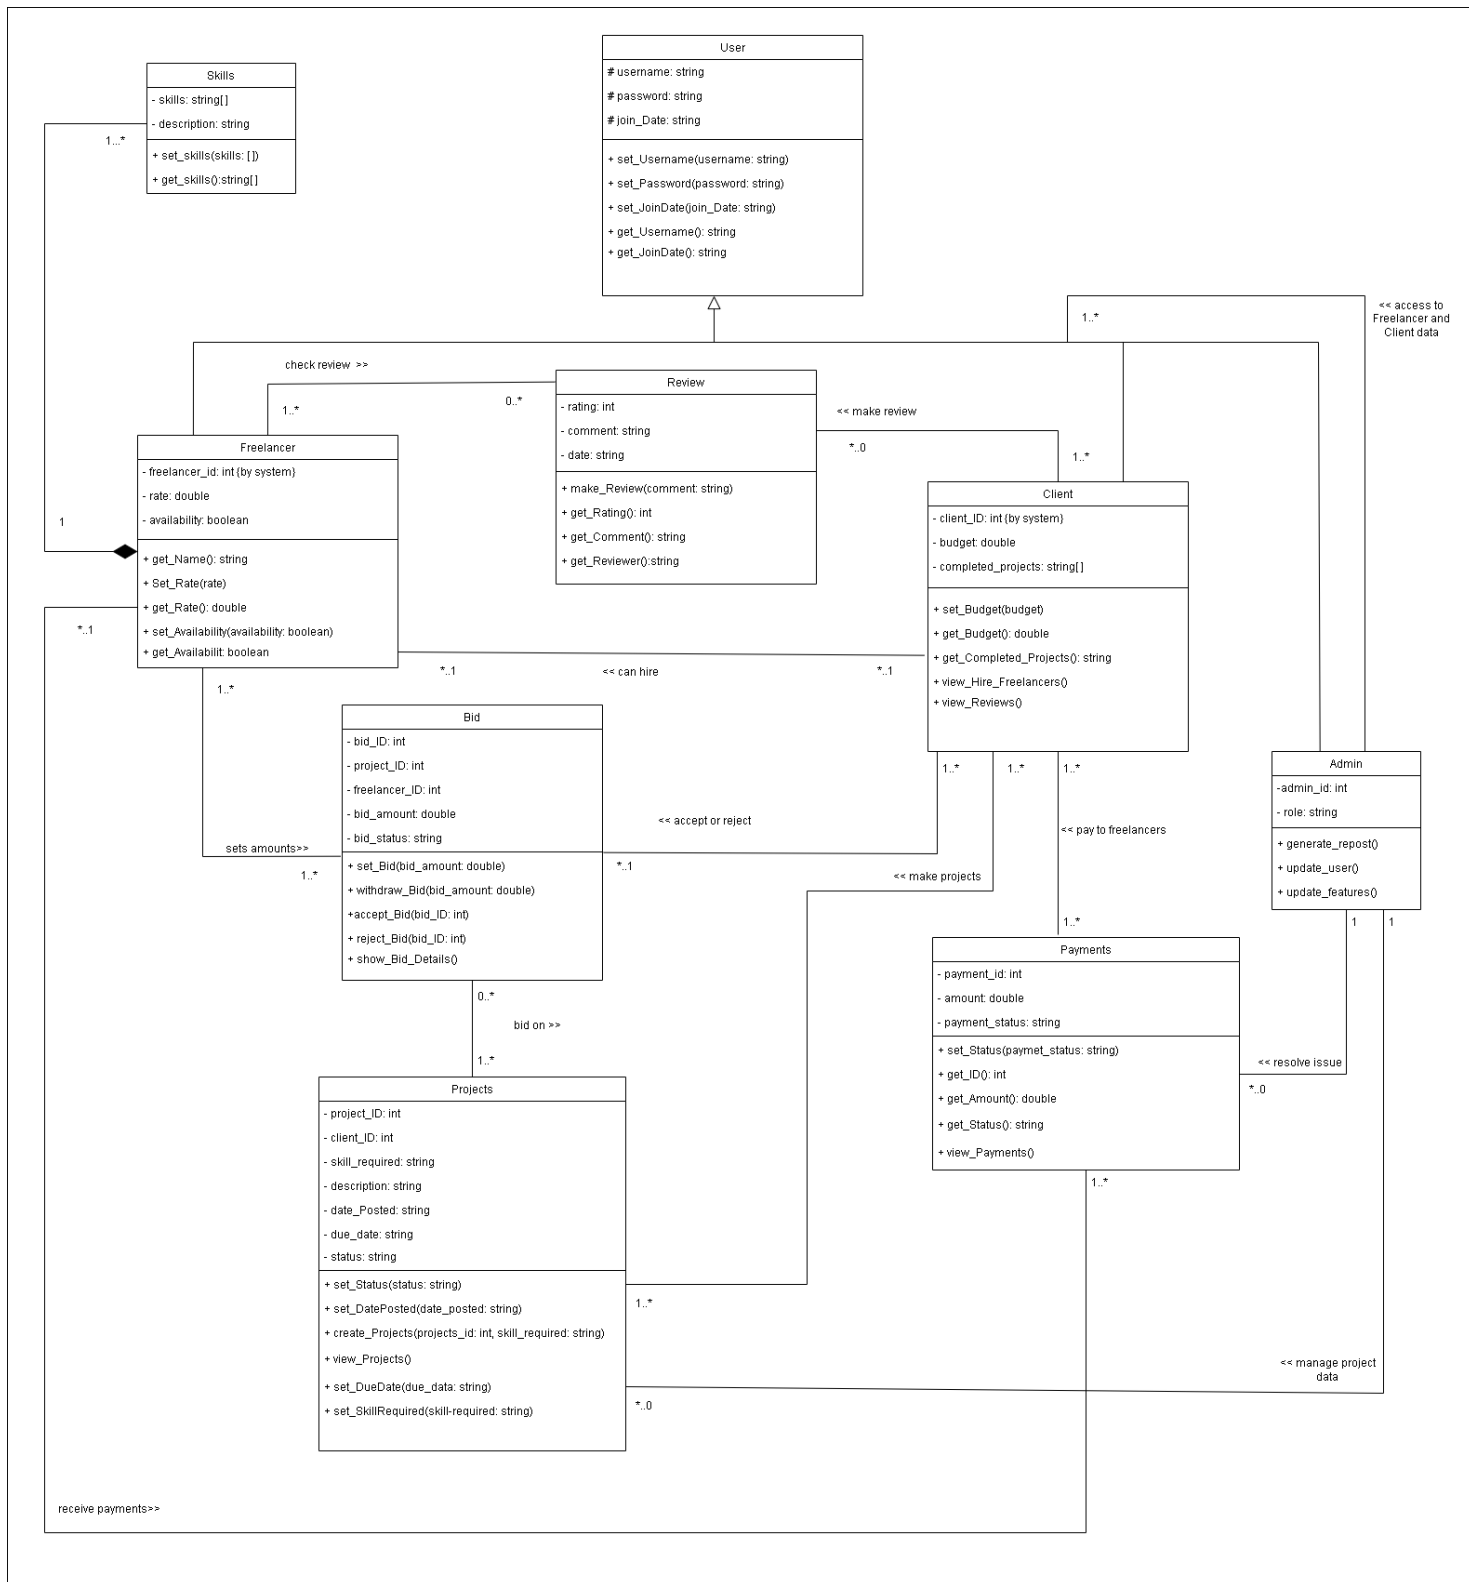 User
# username: string
# password: string
# join_Date: string
+ set_Username(username: string)
+ set_Password(password: string)
+ set_JoinDate(join_Date: string)
+ get_Username(): string
+ get_JoinDate(): string
Skills
- skills: string[]
- description: string
+ set_skills(skills: [])
+ get_skills():string[]
1...*
1
<< access to
Freelancer and
Client data
1..*
check review >>
1..*
0..*
Review
- rating: int
- comment: string
- date: string
+ make_Review(comment: string)
+ get_Rating(): int
+ get_Comment(): string
+ get_Reviewer():string
<< make review
*..0
1..*
Freelancer
- freelancer_id: int {by system}
- rate: double
- availability: boolean
+ get_Name(): string
+ Set_Rate(rate)
+ get_Rate(): double
+ set_Availability(availability: boolean)
+ get_Availabilit: boolean
*..1
1..*
Client
- client_ID: int {by system}
- budget: double
- completed_projects: string[]
+ set_Budget(budget)
+ get_Budget(): double
+ get_Completed_Projects(): string
+ view_Hire_Freelancers()
+ view_Reviews()
*..1
<< can hire
*..1
1..*
1..*
1..*
Bid
- bid_ID: int
- project_ID: int
- freelancer_ID: int
- bid_amount: double
- bid_status: string
+ set_Bid(bid_amount: double)
+ withdraw_Bid(bid_amount: double)
+accept_Bid(bid_ID: int)
+ reject_Bid(bid_ID: int)
+ show_Bid_Details()
sets amounts>>
1..*
<< accept or reject
*..1
<< make projects
<< pay to freelancers
1..*
Admin
-admin_id: int
- role: string
+ generate_repost()
+ update_user()
+ update_features()
1
1
Payments
- payment_id: int
- amount: double
- payment_status: string
+ set_Status(paymet_status: string)
+ get_ID(): int
+ get_Amount(): double
+ get_Status(): string
+ view_Payments()
<< resolve issue
*..0
1..*
0..*
bid on >>
1..*
Projects
- project_ID: int
- client_ID: int
- skill_required: string
- description: string
- date_Posted: string
- due_date: string
- status: string
+ set_Status(status: string)
+ set_DatePosted(date_posted: string)
+ create_Projects(projects_id: int, skill_required: string)
+ view_Projects()
+ set_DueDate(due_data: string)
+ set_SkillRequired(skill-required: string)
1..*
<< manage project
data
*..0
receive payments>>